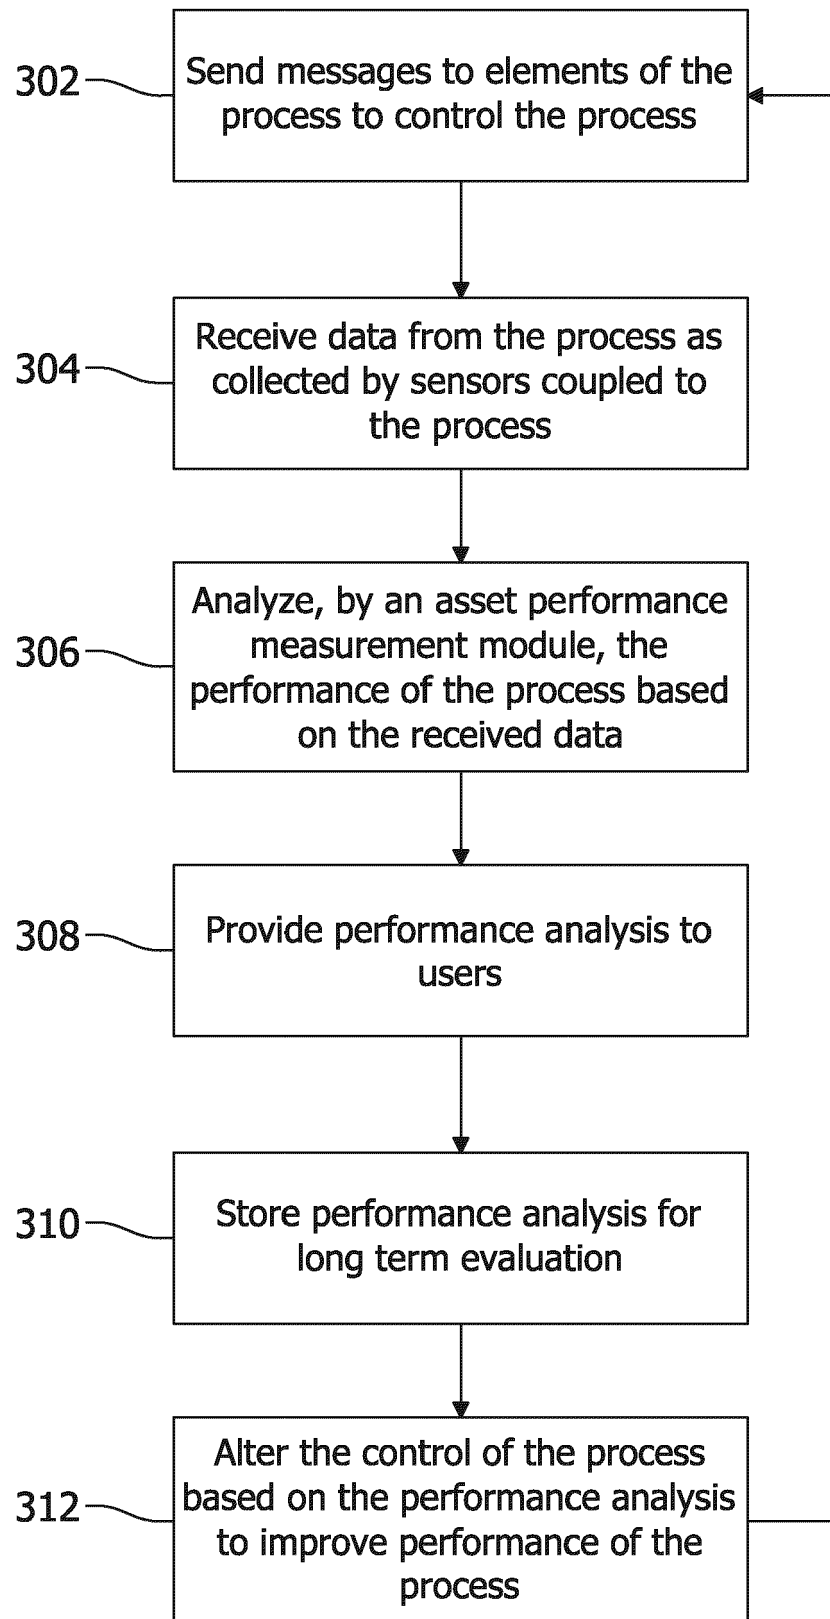 302
Send messages to elements of the
process to control the process
304
Receive data from the process as
collected by sensors coupled to
the process
306
Analyze, by an asset performance
measurement module, the
performance of the process based
on the received data
308
Provide performance analysis to
users
310
Store performance analysis for
long term evaluation
312
Alter the control of the process
based on the performance analysis
to improve performance of the
process